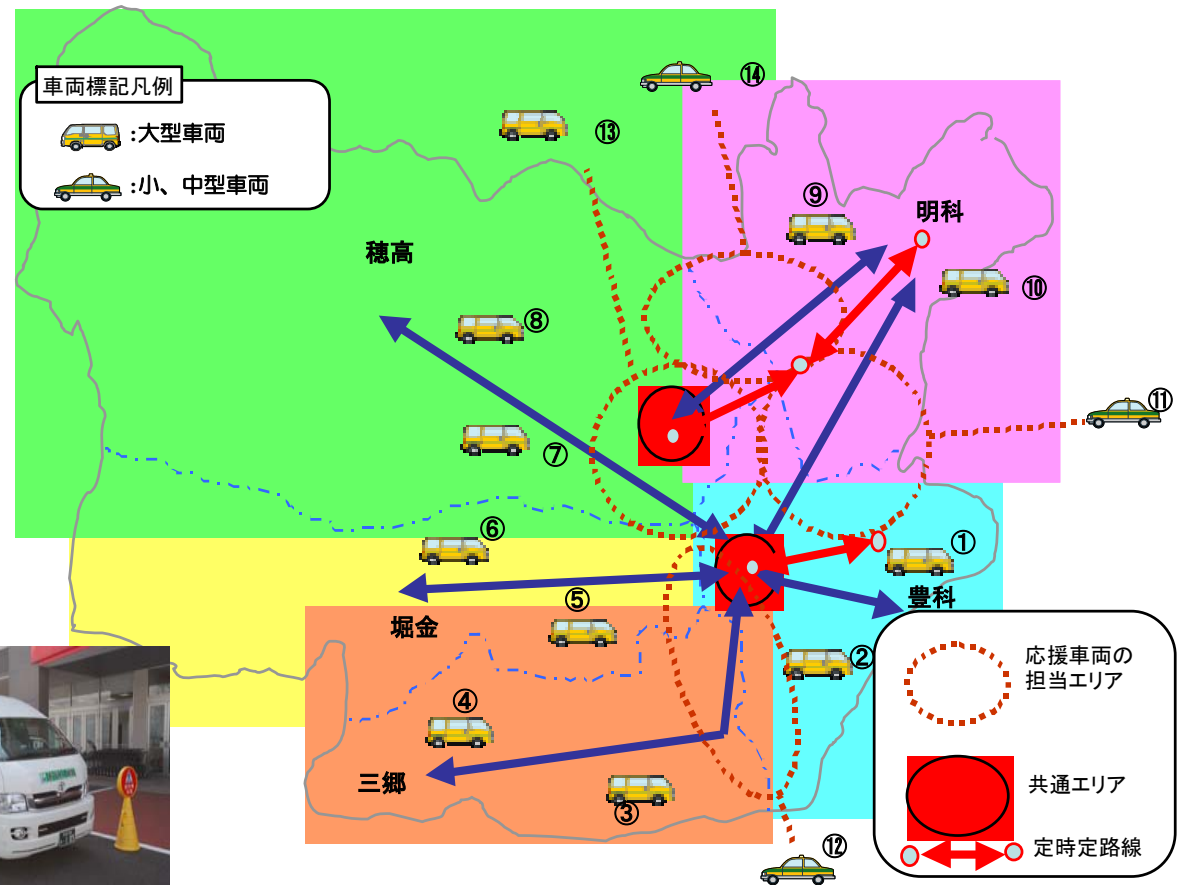 車両標記凡例
:大型車両
:小、中型車両
⑭
⑬
⑨
明科
穂高
⑩
⑧
⑪
⑦
⑥
①
⑤
豊科
堀金
②
④
三郷
③
⑫
応援車両の
担当エリア
共通エリア
定時定路線